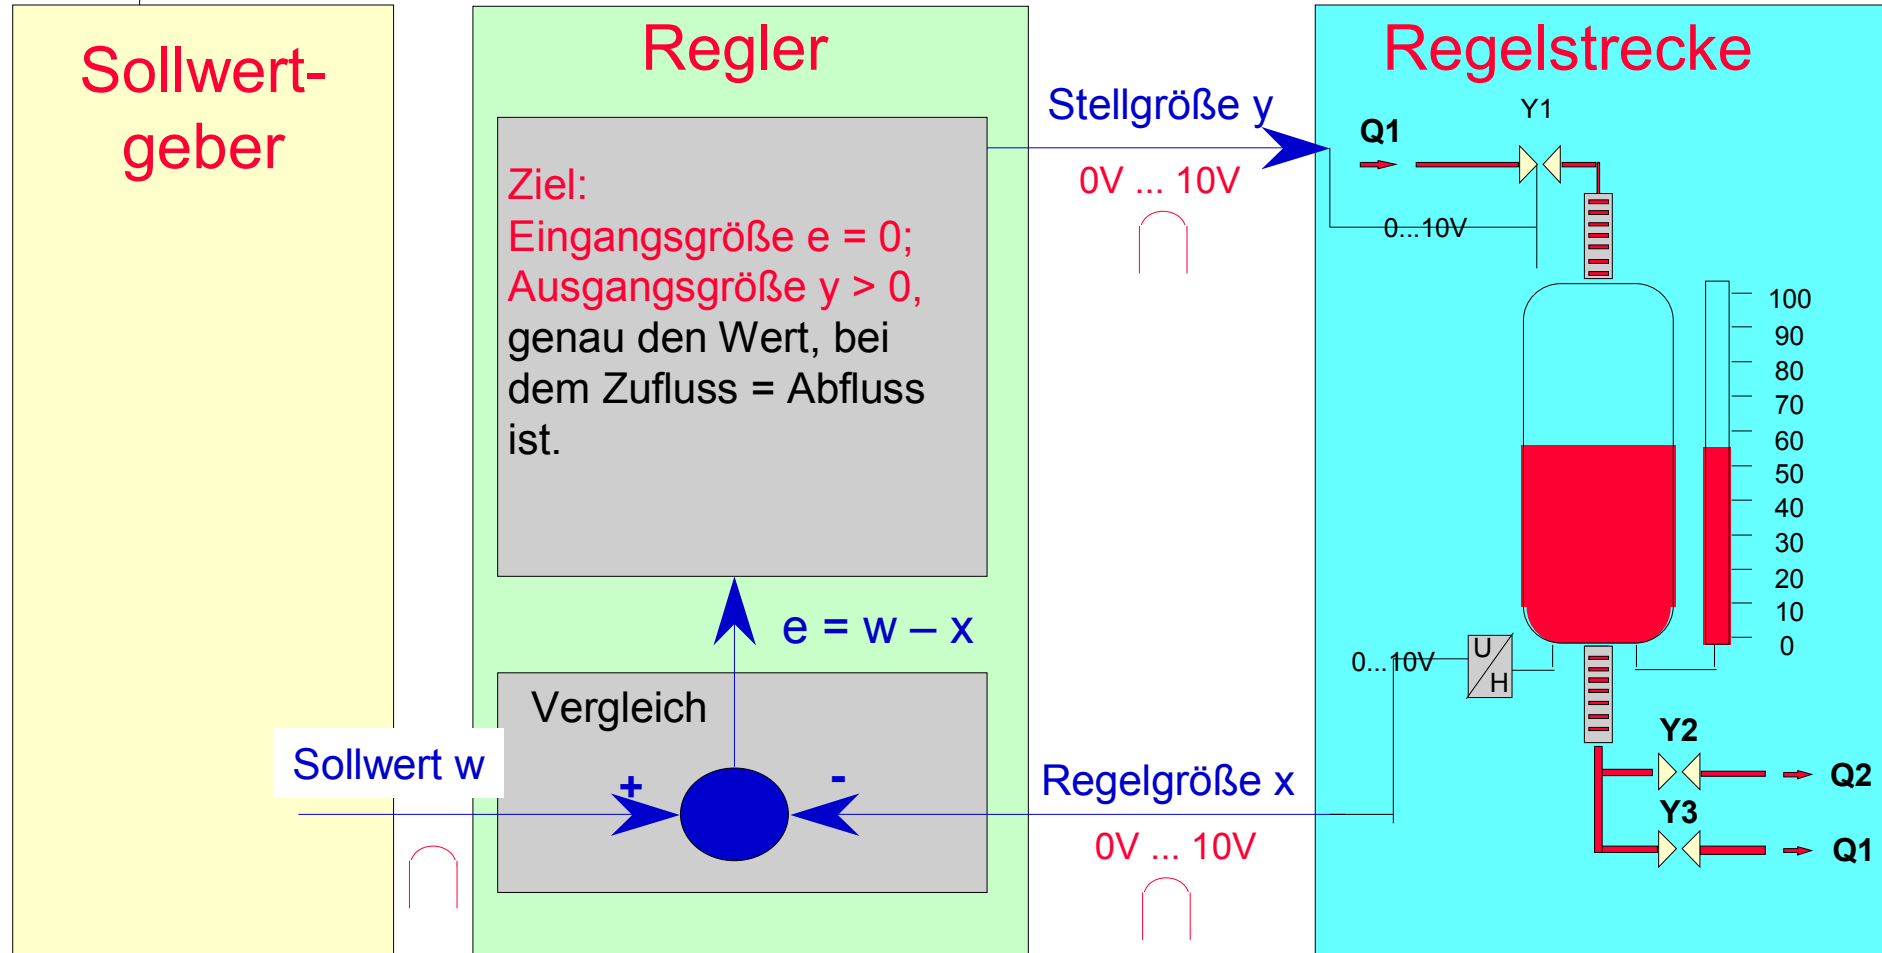 Sollwert-
geber
Regler
Ziel:
Eingangsgröße e = 0;
Ausgangsgröße y > 0,
genau den Wert, bei
dem Zufluss = Abfluss
ist.
e = w – x
Vergleich
Sollwert w
+
-
Stellgröße y
0V ... 10V
Regelgröße x
0V ... 10V
Regelstrecke
Y1
Q1
0...10V
100
90
80
70
60
50
40
30
20
10
0
0...10V
U
H
Y2
Q2
Y3
Q1